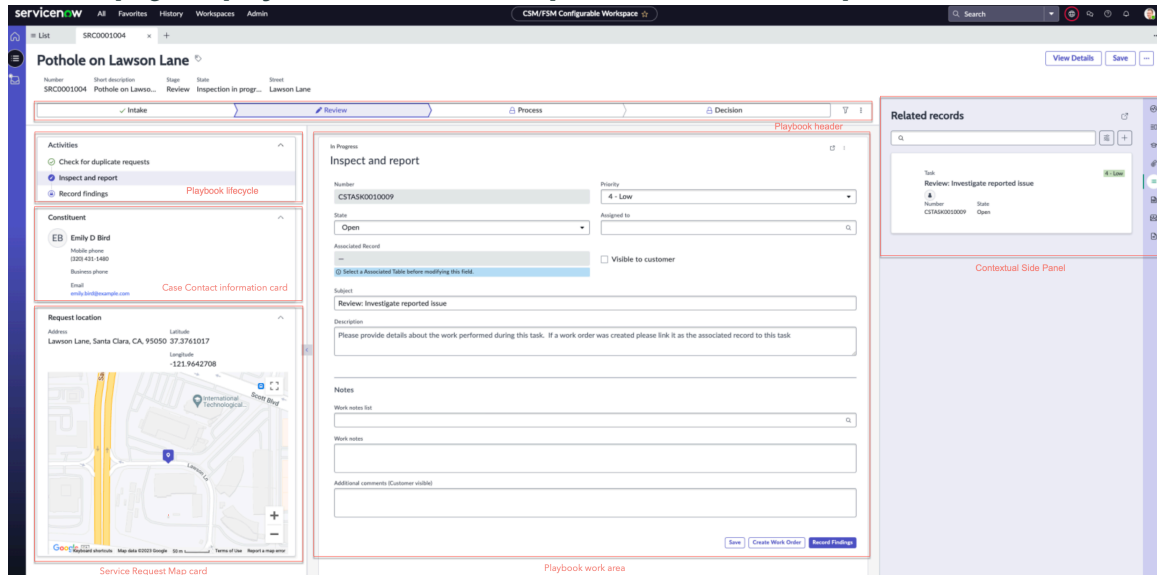 servicenow All Favorites History Workspaces Admin CSM/FSM Configurable Workspace ☆ Search
List SRC0001004 × +
Pothole on Lawson Lane View Details Save ...
Number Short description Stage State Street
SRC0001004 Pothole on Lawso... Review Inspection in progr... Lawson Lane
Intake Review Process Decision
Playbook header
Activities
Check for duplicate requests
Inspect and report
Record findings
Playbook lifecycle
Constituent
EB Emily D Bird
Mobile phone
(320) 431-1480
Business phone
Email
emily.bird@example.com
Case Contact information card
Request location
Address Latitude
Lawson Lane, Santa Clara, CA, 95050 37.3761017
Longitude
-121.9642708
International
Technological...
Scott Blvd
Lawson Ln
Google Keyboard shortcuts Map data ©2023 Google 50 m Terms of Use Report a map error
Service Request Map card
In Progress
Inspect and report
Number Priority
CSTASK0010009 4 - Low
State Assigned to
Open
Associated Record
--
Visible to customer
Select a Associated Table before modifying this field.
Subject
Review: Investigate reported issue
Description
Please provide details about the work performed during this task. If a work order was created please link it as the associated record to this task
Notes
Work notes list
Work notes
Additional comments (Customer visible)
Save Create Work Order Record Findings
Playbook work area
Related records
Task 4 - Low
Review: Investigate reported issue
Number State
CSTASK0010009 Open
Contextual Side Panel